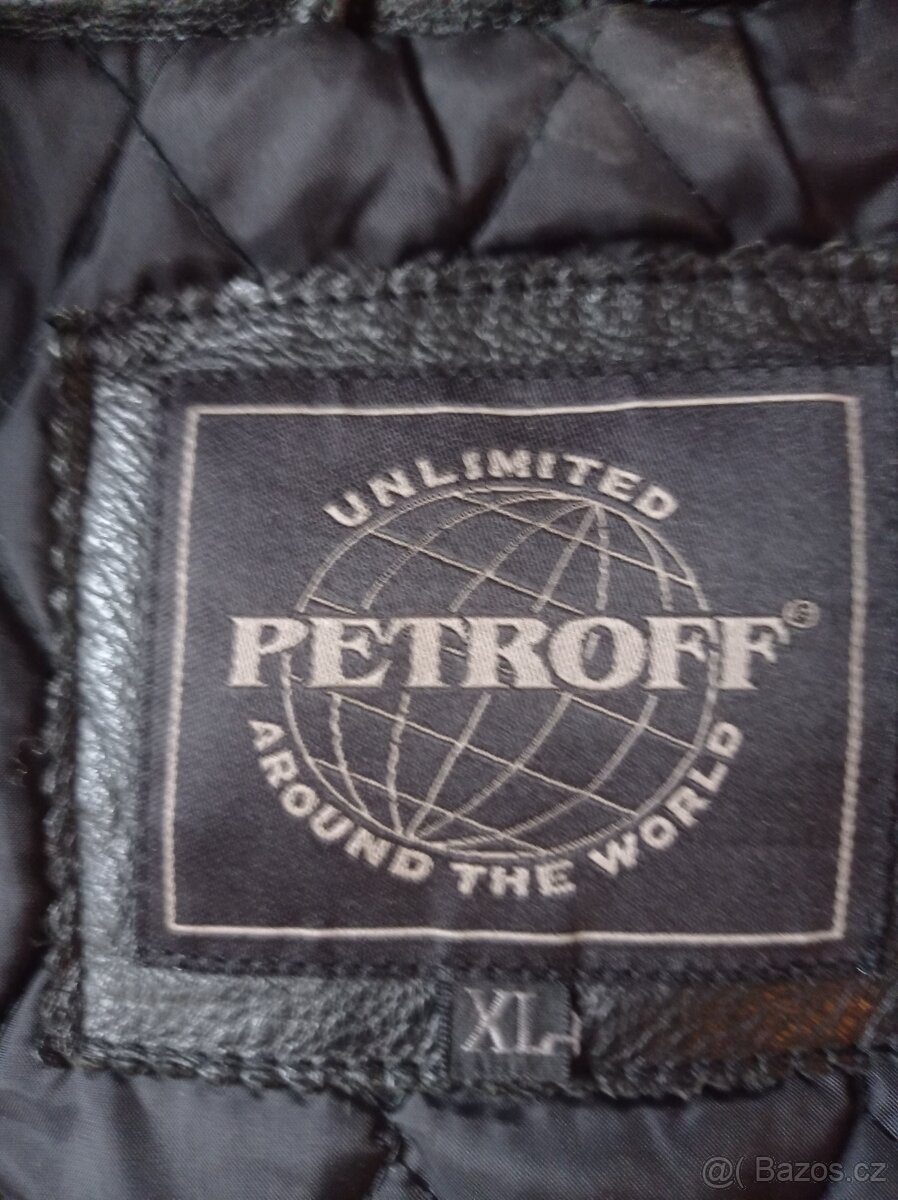 UNLIMITED
PETROFF®
AROUND THE WORLD
XL
@( Bazos.cz